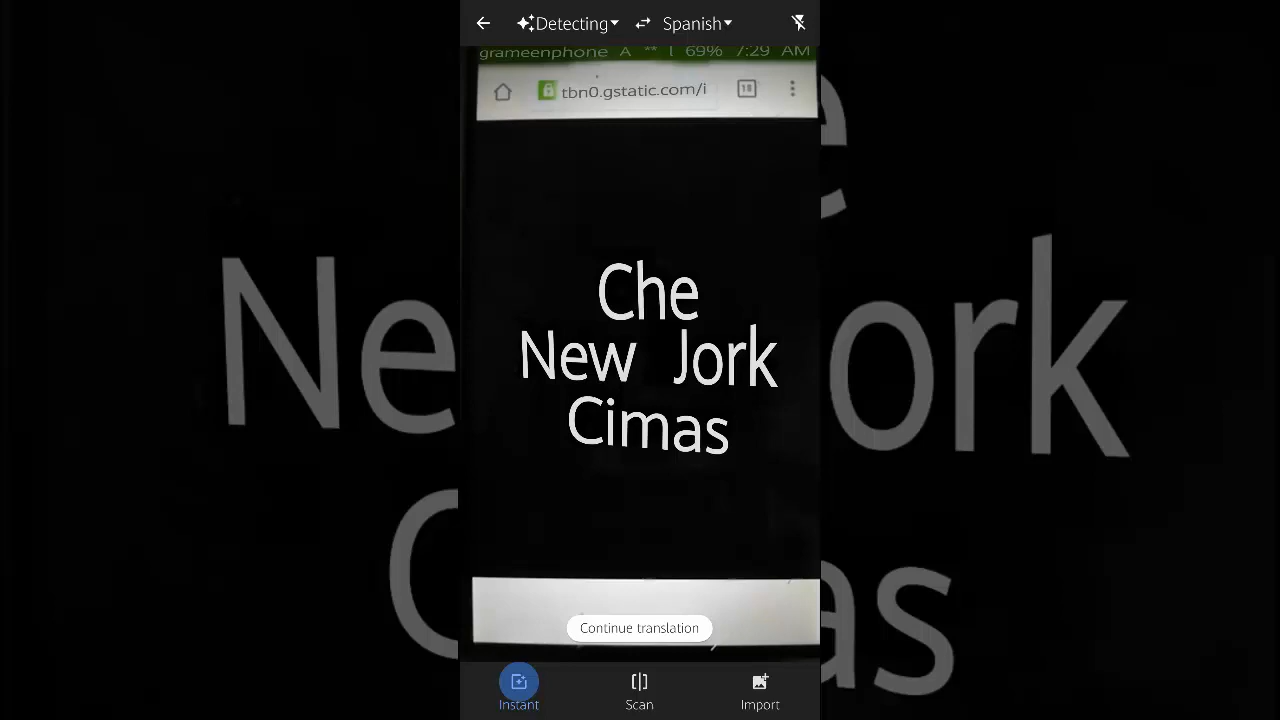 Detecting Spanish
grameenphone A ** [ 69% 7:29 AM
tbn0.gstatic.com/i 18
Che
New Jork
Cimas
Continue translation
Instant Scan Import